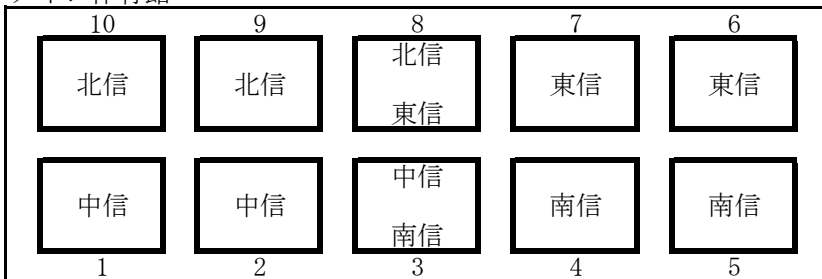 10 9 8 7 6
北信 北信 北信 東信 東信 東信
中信 中信 中信 南信 南信 南信
1 2 3 4 5